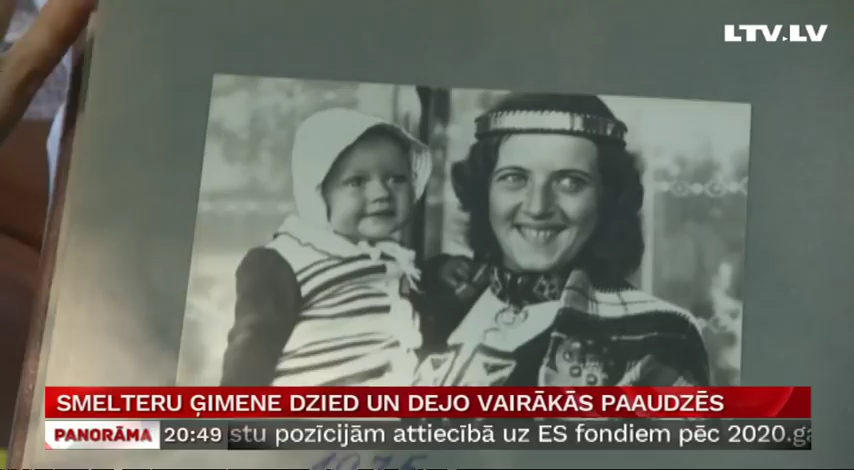 LTV.LV
SMELTERU ĢIMENE DZIED UN DEJO VAIRĀKĀS PAAUDZĒS
PANORĀMA 20:49 stu pozīcijām attiecībā uz ES fondiem pēc 2020.ga